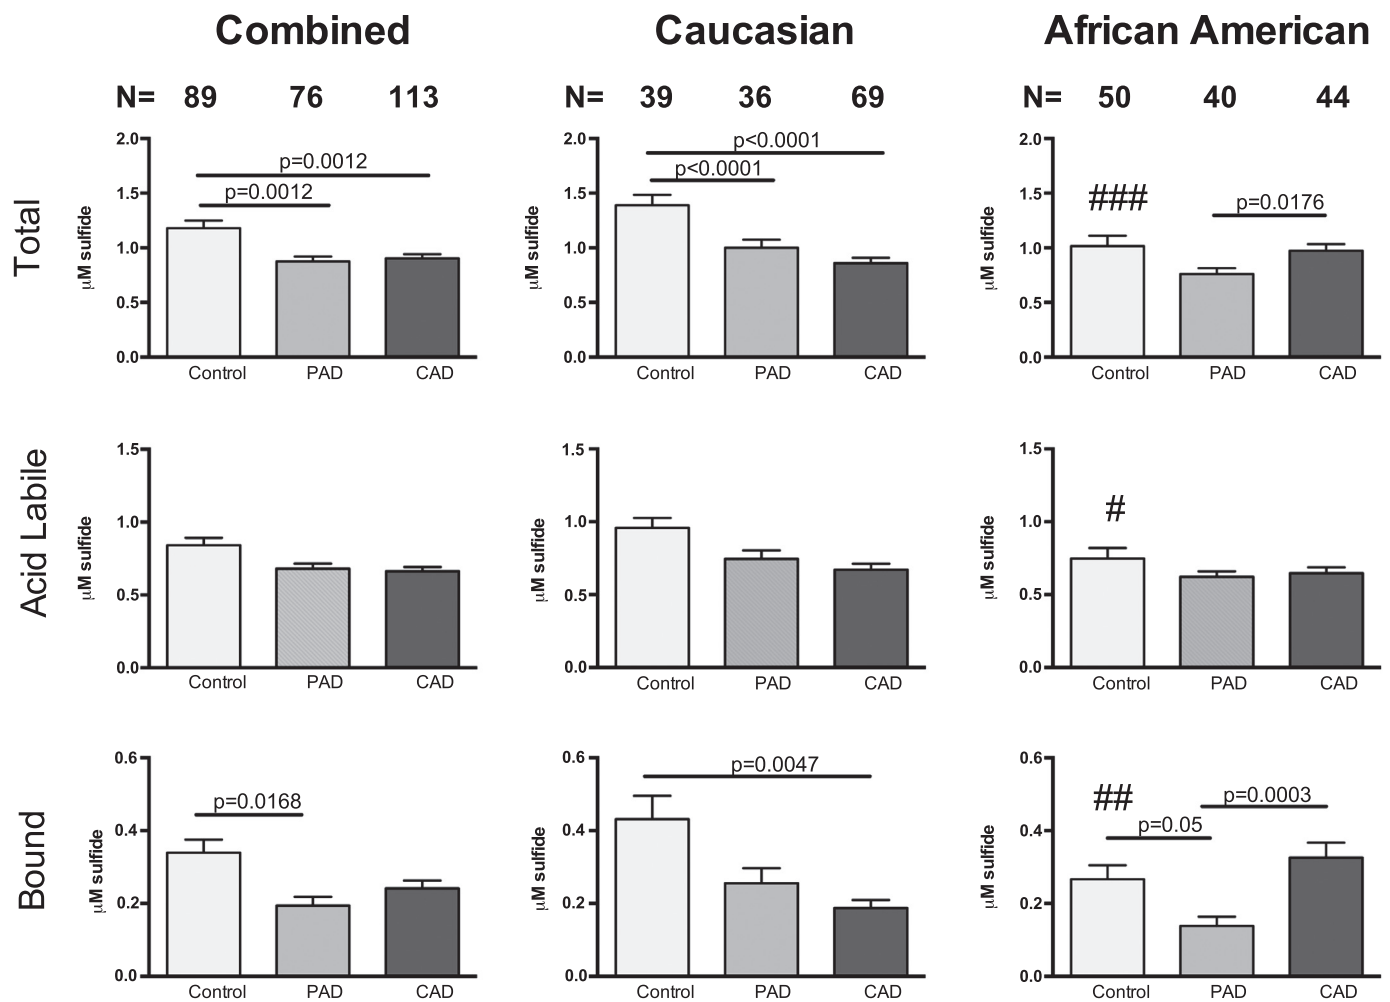 Combined Caucasian African American
N= 89 76 113 N= 39 36 69 N= 50 40 44
Total
μM sulfide
2.0
1.5
1.0
0.5
0.0
p=0.0012
p=0.0012
Control PAD CAD
μM sulfide
2.0
1.5
1.0
0.5
0.0
p<0.0001
p<0.0001
Control PAD CAD
μM sulfide
2.0
1.5
1.0
0.5
0.0
###
p=0.0176
Control PAD CAD
Acid Labile
μM sulfide
1.5
1.0
0.5
0.0
Control PAD CAD
μM sulfide
1.5
1.0
0.5
0.0
Control PAD CAD
μM sulfide
1.5
1.0
0.5
0.0
#
Control PAD CAD
Bound
μM sulfide
0.6
0.4
0.2
0.0
p=0.0168
Control PAD CAD
μM sulfide
0.6
0.4
0.2
0.0
p=0.0047
Control PAD CAD
μM sulfide
0.6
0.4
0.2
0.0
##
p=0.0003
p=0.05
Control PAD CAD